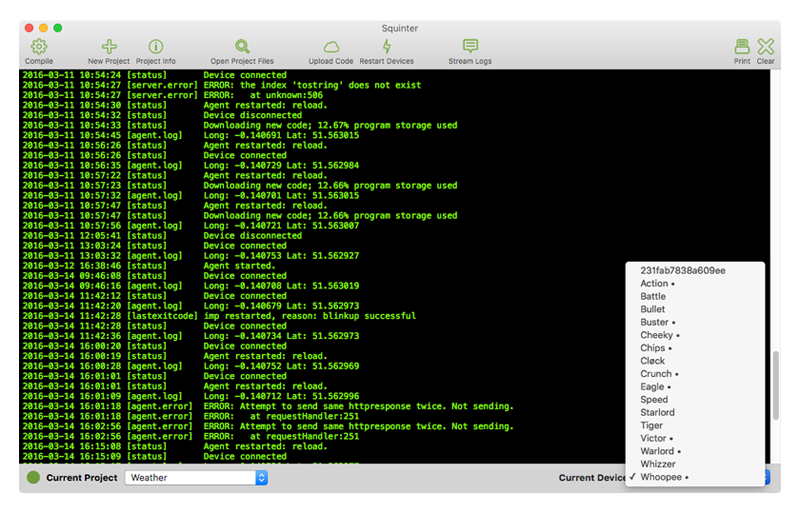 Squinter
Compile New Project Project Info Open Project Files Upload Code Restart Devices Stream Logs Print Clear
2016-03-11 10:54:24 [status] Device connected
2016-03-11 10:54:27 [server.error] ERROR: the index 'tostring' does not exist
2016-03-11 10:54:27 [server.error] ERROR: at unknown:506
2016-03-11 10:54:30 [status] Agent restarted: reload.
2016-03-11 10:54:32 [status] Device disconnected
2016-03-11 10:54:33 [status] Downloading new code; 12.67% program storage used
2016-03-11 10:54:45 [agent.log] Long: -0.140691 Lat: 51.563015
2016-03-11 10:56:26 [status] Agent restarted: reload.
2016-03-11 10:56:26 [status] Device connected
2016-03-11 10:56:35 [agent.log] Long: -0.140729 Lat: 51.562984
2016-03-11 10:57:22 [status] Agent restarted: reload.
2016-03-11 10:57:23 [status] Downloading new code; 12.66% program storage used
2016-03-11 10:57:32 [agent.log] Long: -0.140701 Lat: 51.563015
2016-03-11 10:57:47 [status] Agent restarted: reload.
2016-03-11 10:57:47 [status] Downloading new code; 12.66% program storage used
2016-03-11 10:57:56 [agent.log] Long: -0.140721 Lat: 51.563007
2016-03-11 12:05:41 [status] Device disconnected
2016-03-11 13:03:24 [status] Device connected
2016-03-11 13:03:32 [agent.log] Long: -0.140753 Lat: 51.562927
2016-03-12 16:38:46 [status] Agent started.
2016-03-14 09:46:08 [status] Device connected
2016-03-14 09:46:16 [agent.log] Long: -0.140708 Lat: 51.563019
2016-03-14 11:42:12 [status] Device connected
2016-03-14 11:42:20 [agent.log] Long: -0.140679 Lat: 51.562973
2016-03-14 11:42:28 [lastexitcode] imp restarted, reason: blinkup successful
2016-03-14 11:42:28 [status] Device connected
2016-03-14 11:42:36 [agent.log] Long: -0.140734 Lat: 51.562973
2016-03-14 16:00:20 [status] Device connected
2016-03-14 16:00:19 [status] Agent restarted: reload.
2016-03-14 16:00:28 [agent.log] Long: -0.140752 Lat: 51.562969
2016-03-14 16:01:01 [status] Device connected
2016-03-14 16:01:01 [status] Agent restarted: reload.
2016-03-14 16:01:09 [agent.log] Long: -0.140712 Lat: 51.562996
2016-03-14 16:01:18 [agent.error] ERROR: Attempt to send same httpresponse twice. Not sending.
2016-03-14 16:01:18 [agent.error] ERROR: at requestHandler:251
2016-03-14 16:02:56 [agent.error] ERROR: Attempt to send same httpresponse twice. Not sending.
2016-03-14 16:02:56 [agent.error] ERROR: at requestHandler:251
2016-03-14 16:15:08 [status] Agent restarted: reload.
2016-03-14 16:15:09 [status] Device connected
231fab7838a609ee
Action •
Battle
Bullet
Buster •
Cheeky •
Chips •
Cløck
Crunch •
Eagle •
Speed
Starlord
Tiger
Victor •
Warlord •
Whizzer
✓ Whoopee •
Current Project Weather Current Device